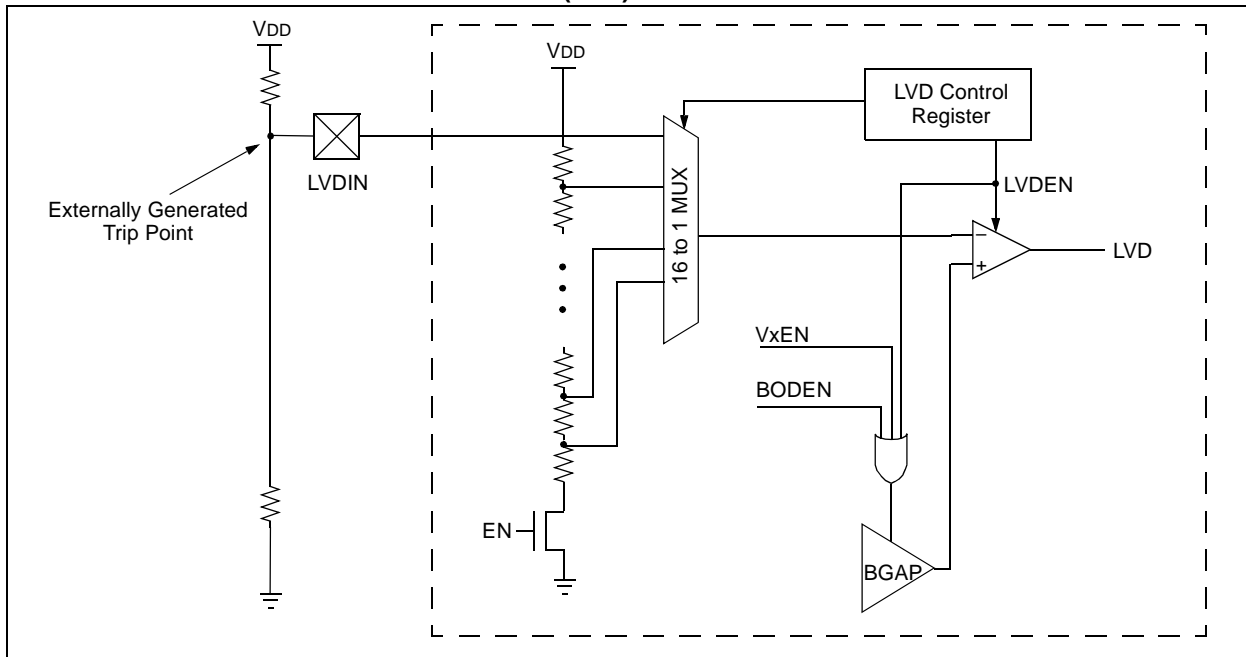 VDD
VDD
LVD Control
Register
LVDIN
Externally Generated
Trip Point
16 to 1 MUX
LVDEN
−
+
LVD
VxEN
BODEN
EN
BGAP